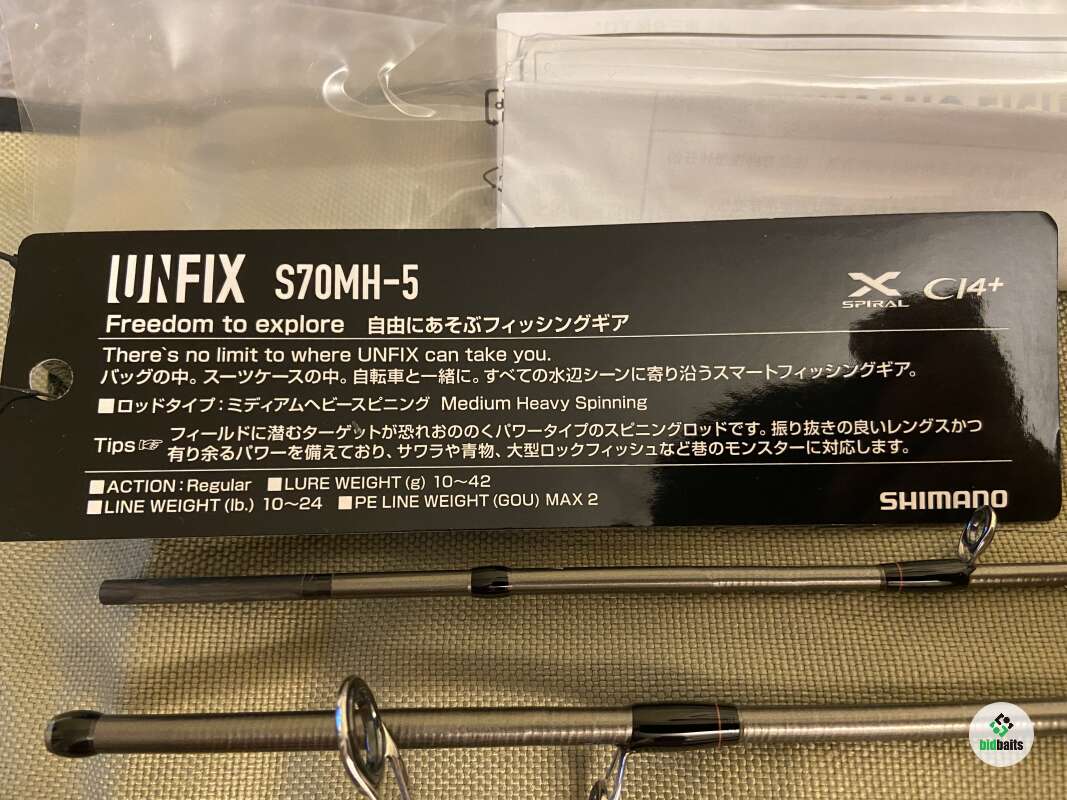 UNFIX S70MH-5
X SPIRAL CI4+
Freedom to explore 自由にあそぶフィッシングギア
There`s no limit to where UNFIX can take you.
バッグの中。スーツケースの中。自転車と一緒に。すべての水辺シーンに寄り沿うスマートフィッシングギア。
■ロッドタイプ:ミディアムヘビースピニング Medium Heavy Spinning
Tips☞ フィールドに潜むターゲットが恐れおののくパワータイプのスピニングロッドです。振り抜きの良いレングスかつ
有り余るパワーを備えており、サワラや青物、大型ロックフィッシュなど巷のモンスターに対応します。
■ACTION:Regular ■LURE WEIGHT(g) 10〜42
■LINE WEIGHT(lb.) 10〜24 ■PE LINE WEIGHT(GOU) MAX 2
SHIMANO
bidbaits